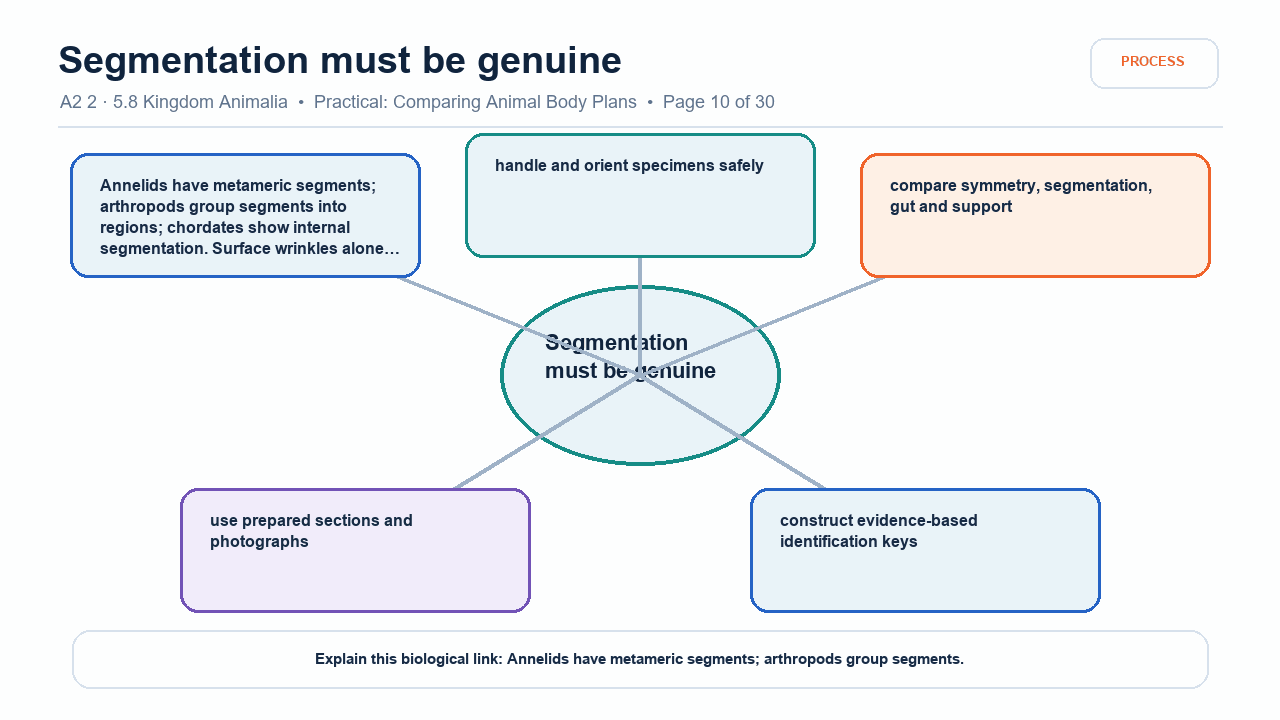 Segmentation must be genuine
PROCESS
A2 2 · 5.8 Kingdom Animalia • Practical: Comparing Animal Body Plans • Page 10 of 30
Annelids have metameric segments;
arthropods group segments into
regions; chordates show internal
segmentation. Surface wrinkles alone…
handle and orient specimens safely
compare symmetry, segmentation,
gut and support
Segmentation
must be genuine
use prepared sections and
photographs
construct evidence-based
identification keys
Explain this biological link: Annelids have metameric segments; arthropods group segments.